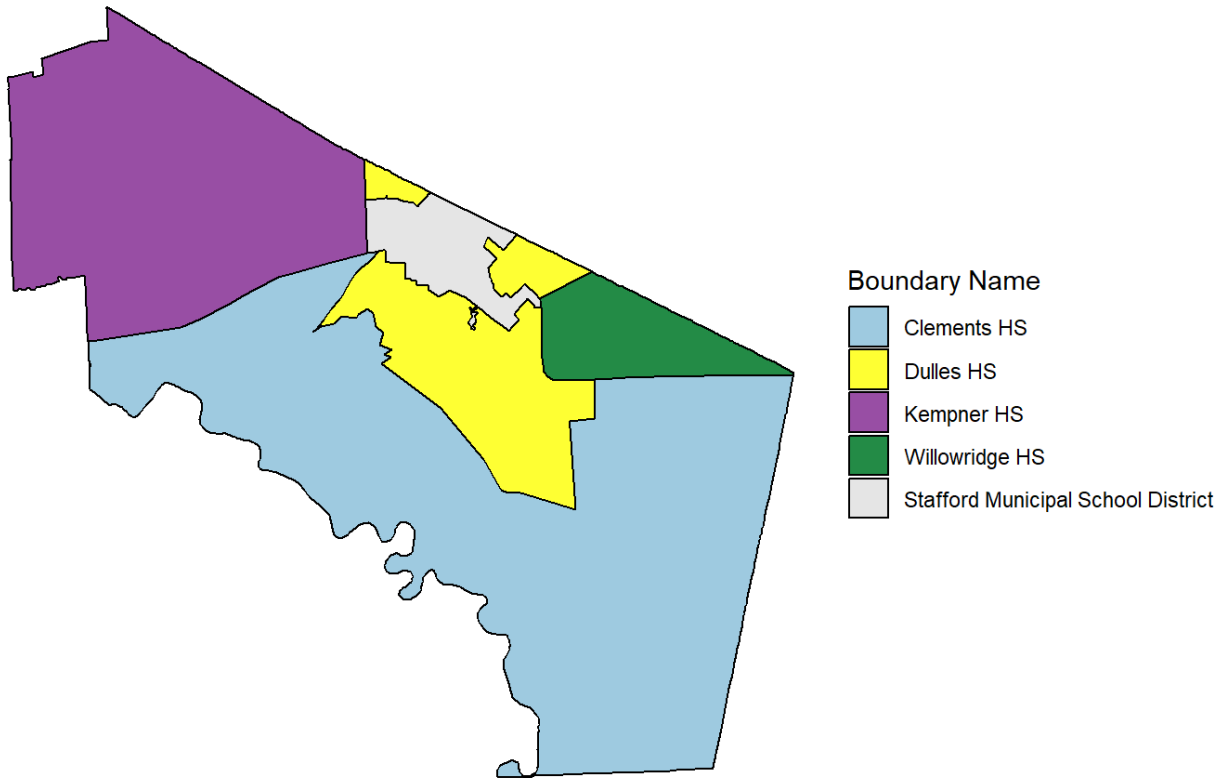 Boundary Name
Clements HS
Dulles HS
Kempner HS
Willowridge HS
Stafford Municipal School District